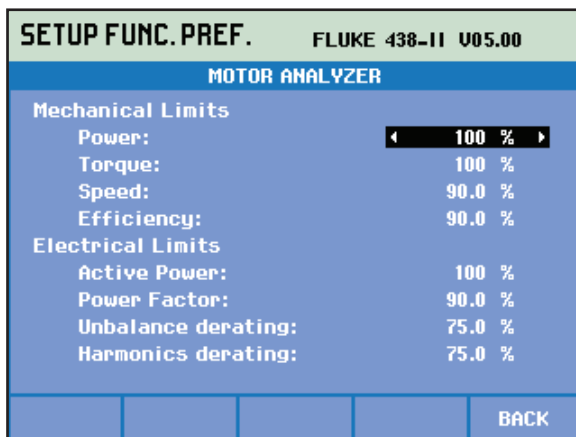 SETUP FUNC. PREF. FLUKE 438-II V05.00
MOTOR ANALYZER
Mechanical Limits
Power: 100 %
Torque: 100 %
Speed: 90.0 %
Efficiency: 90.0 %
Electrical Limits
Active Power: 100 %
Power Factor: 90.0 %
Unbalance derating: 75.0 %
Harmonics derating: 75.0 %
BACK